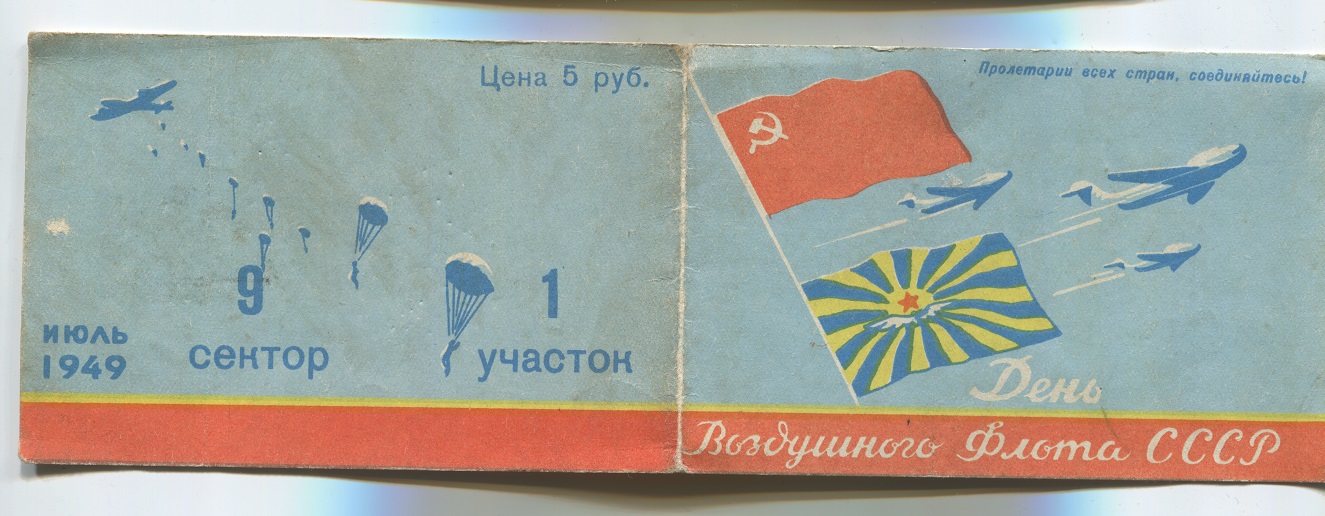 Цена 5 руб.
9 1
ИЮЛЬ
1949
сектор участок
Пролетарии всех стран, соединяйтесь!
День
Воздушного Флота СССР